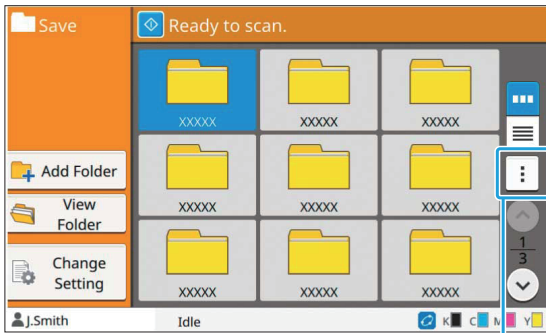 Save
Ready to scan.
XXXXX XXXXX XXXXX
Add Folder
XXXXX XXXXX XXXXX
View
Folder
1
3
Change
Setting
XXXXX XXXXX XXXXX
J.Smith Idle K C M Y